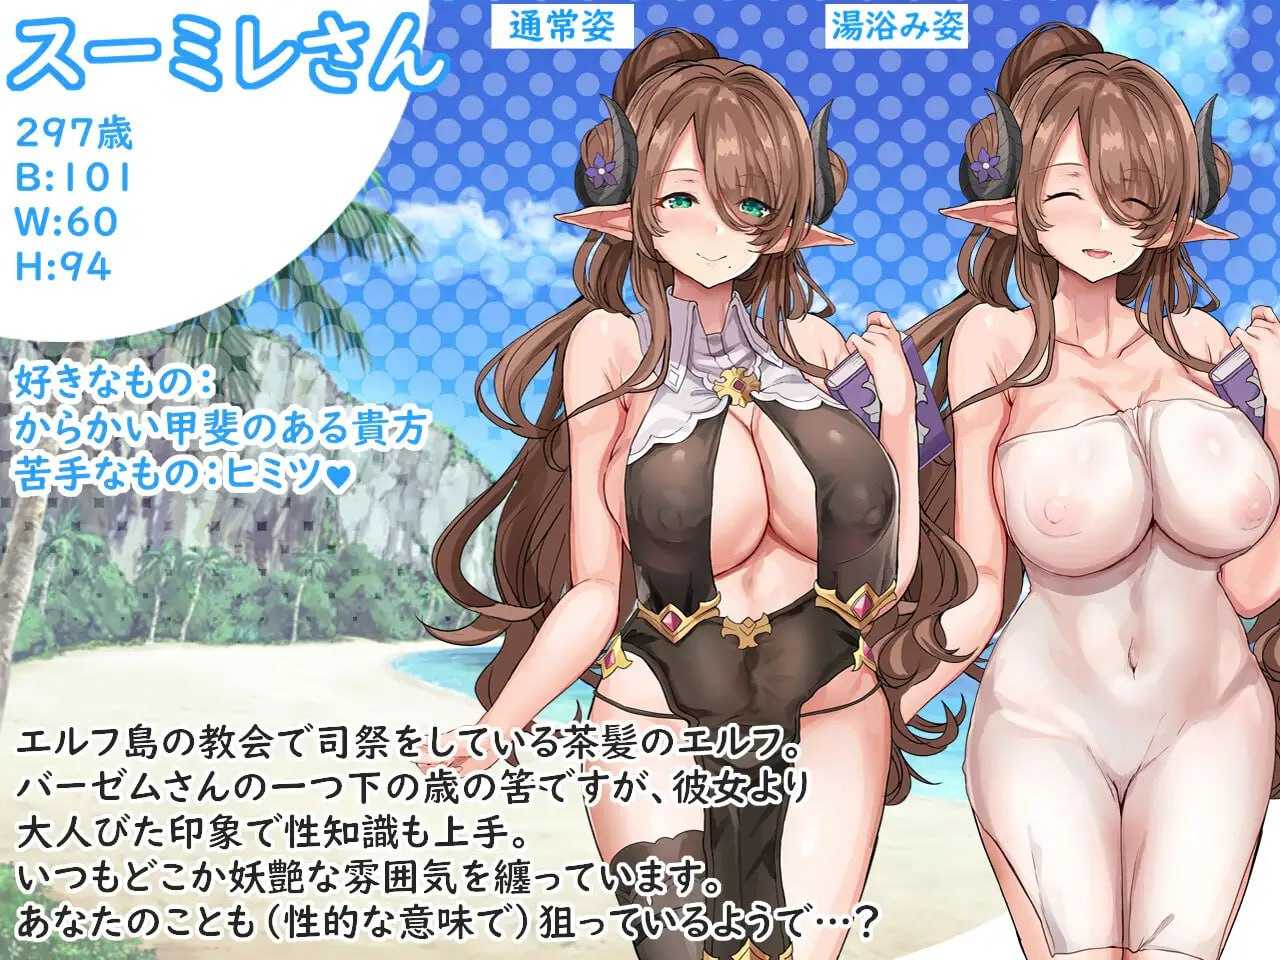 スーミレさん
通常姿
湯浴み姿
297歳
B:101
W:60
H:94
好きなもの:
からかい甲斐のある貴方
苦手なもの:ヒミツ♥
エルフ島の教会で司祭をしている茶髪のエルフ。
バーゼムさんの一つ下の歳の筈ですが、彼女より
大人びた印象で性知識も上手。
いつもどこか妖艶な雰囲気を纏っています。
あなたのことも(性的な意味で)狙っているようで…?